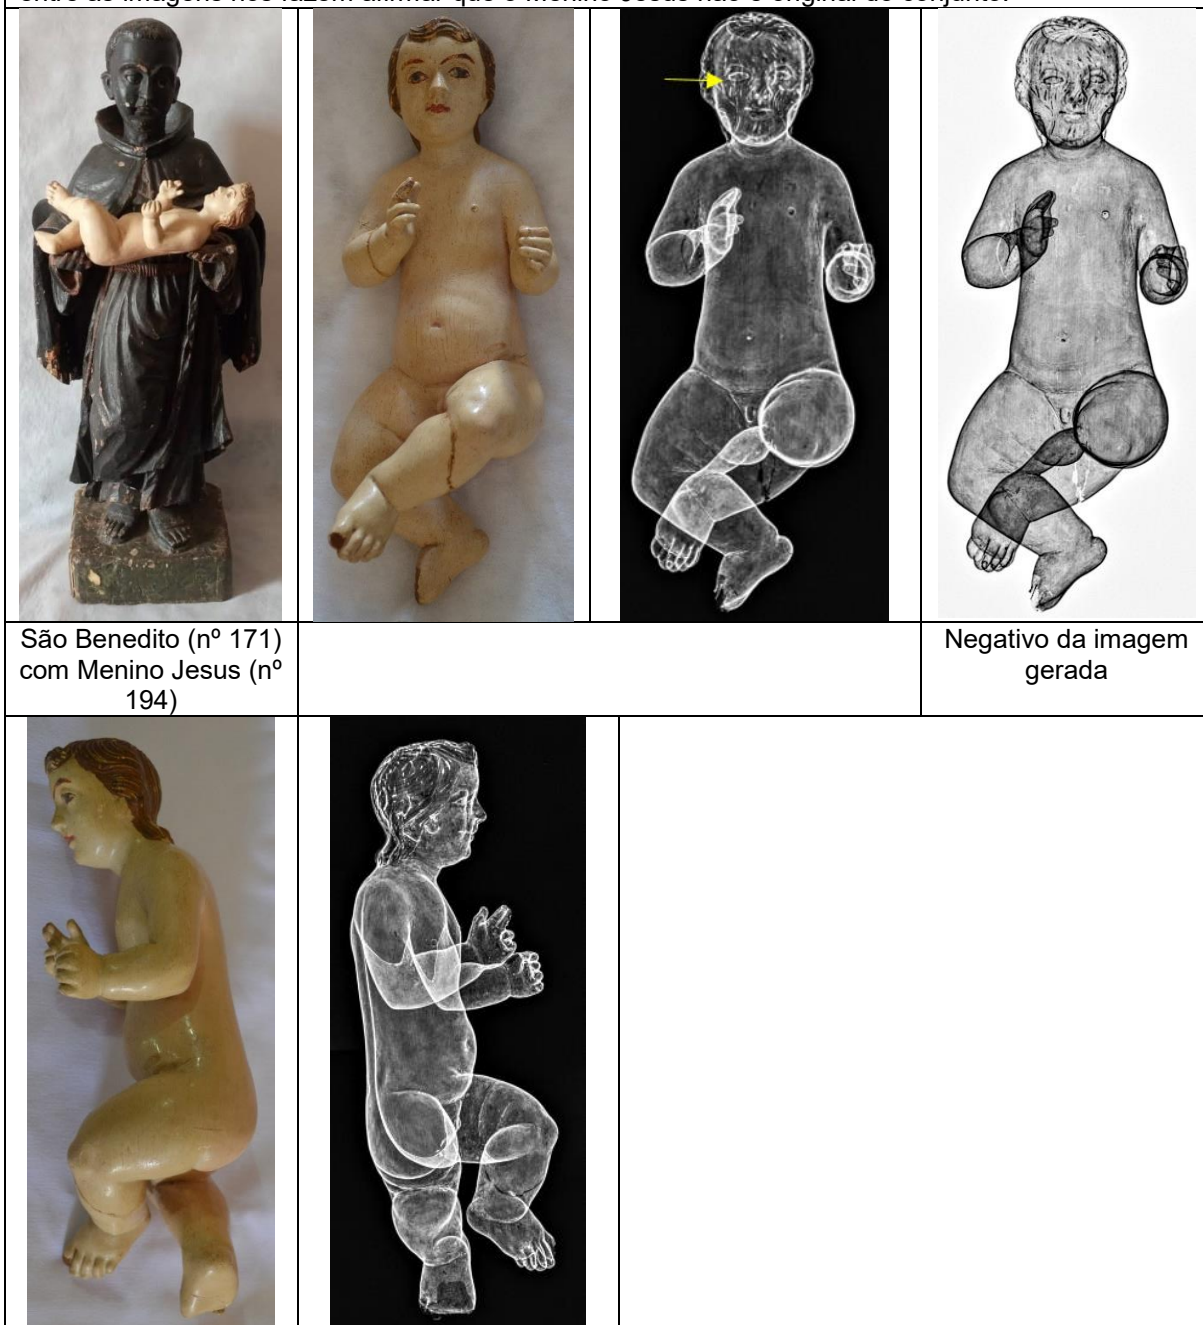 entre as imagens nos fazem afirmar que o Menino Jesus não é original do conjunto.
São Benedito (nº 171)
com Menino Jesus (nº
194)
Negativo da imagem
gerada